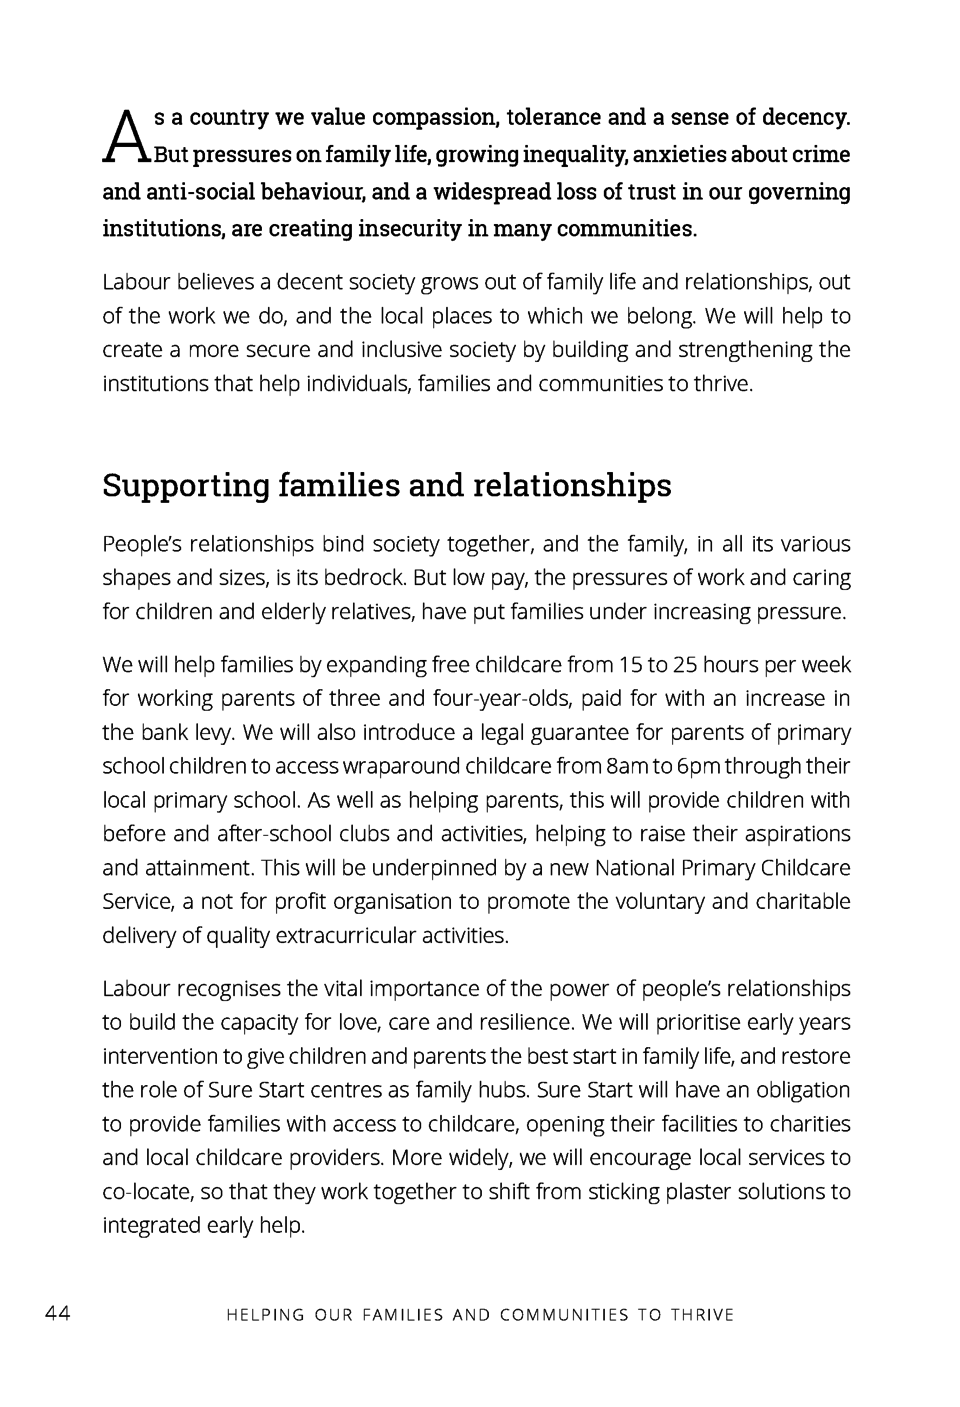 As a country we value compassion, tolerance and a sense of decency.
But pressures on family life, growing inequality, anxieties about crime
and anti-social behaviour, and a widespread loss of trust in our governing
institutions, are creating insecurity in many communities.
Labour believes a decent society grows out of family life and relationships, out
of the work we do, and the local places to which we belong. We will help to
create a more secure and inclusive society by building and strengthening the
institutions that help individuals, families and communities to thrive.
Supporting families and relationships
People’s relationships bind society together, and the family, in all its various
shapes and sizes, is its bedrock. But low pay, the pressures of work and caring
for children and elderly relatives, have put families under increasing pressure.
We will help families by expanding free childcare from 15 to 25 hours per week
for working parents of three and four-year-olds, paid for with an increase in
the bank levy. We will also introduce a legal guarantee for parents of primary
school children to access wraparound childcare from 8am to 6pm through their
local primary school. As well as helping parents, this will provide children with
before and after-school clubs and activities, helping to raise their aspirations
and attainment. This will be underpinned by a new National Primary Childcare
Service, a not for profit organisation to promote the voluntary and charitable
delivery of quality extracurricular activities.
Labour recognises the vital importance of the power of people’s relationships
to build the capacity for love, care and resilience. We will prioritise early years
intervention to give children and parents the best start in family life, and restore
the role of Sure Start centres as family hubs. Sure Start will have an obligation
to provide families with access to childcare, opening their facilities to charities
and local childcare providers. More widely, we will encourage local services to
co-locate, so that they work together to shift from sticking plaster solutions to
integrated early help.
44 HELPING OUR FAMILIES AND COMMUNITIES TO THRIVE